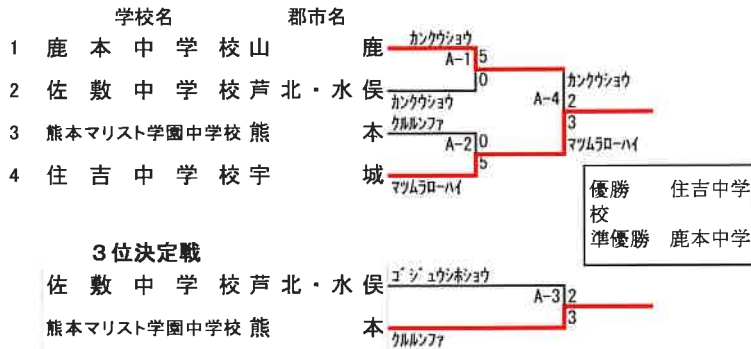 学校名 郡市名
1 鹿本中学校 山鹿 カンクウショウ
A-1 5
0
2 佐敷中学校 芦北・水俣 カンクウショウ
カンクウショウ
A-4 2
3
マツムラローハイ
3 熊本マリスト学園中学校 熊本 クルルンファ
A-2 0
5
4 住吉中学校 宇城 マツムラローハイ
優勝 住吉中学
校
準優勝 鹿本中学
3位決定戦
佐敷中学校 芦北・水俣 ゴジュウシホショウ
A-3 2
3
熊本マリスト学園中学校 熊本 クルルンファ